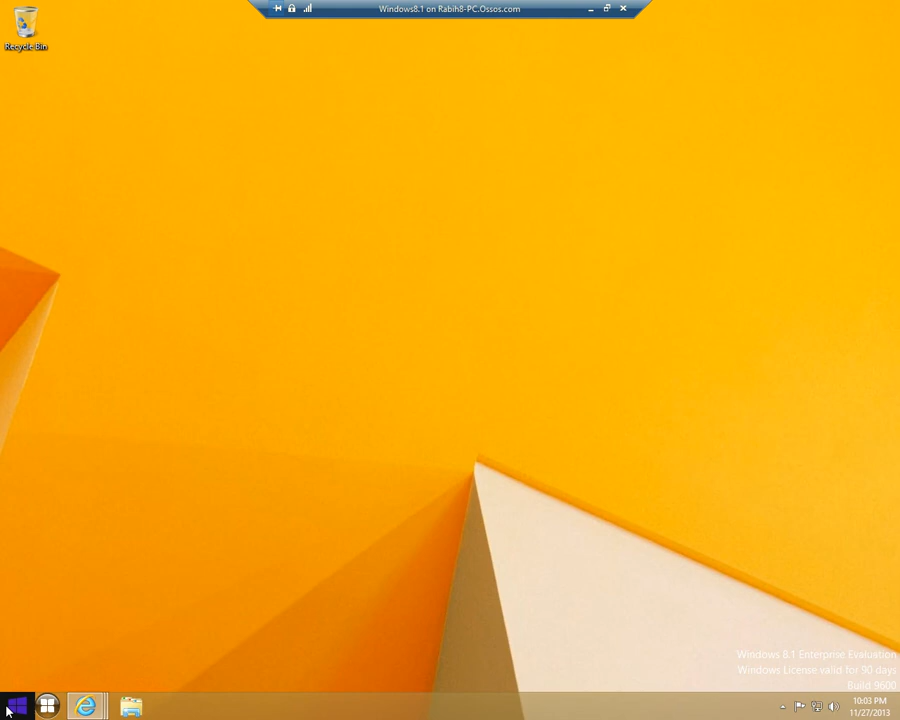 Windows8.1 on Rabih8-PC.Ossos.com
Recycle Bin
Windows 8.1 Enterprise Evaluation
Windows License valid for 90 days
Build 9600
10:03 PM
11/27/2013